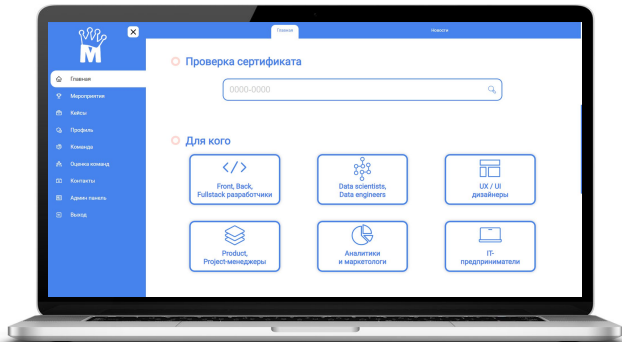 Главная
Новости
M
Главная
Мероприятия
Кейсы
Профиль
Команда
Оценка команд
Контакты
Админ панель
Выход
Проверка сертификата
0000-0000
Для кого
</>
Front, Back,
Fullstack разработчики
Data scientists,
Data engineers
UX / UI
дизайнеры
Product,
Project-менеджеры
Аналитики
и маркетологи
IT-
предприниматели